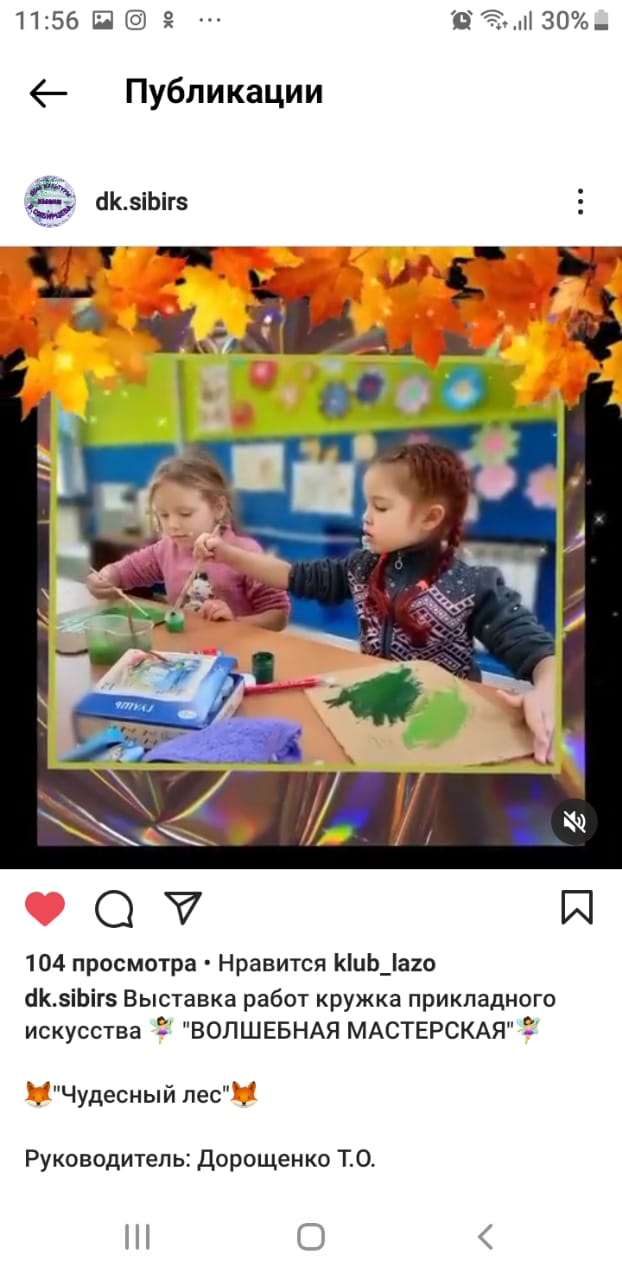 11:56
30%
Публикации
dk.sibirs
ГУАШЬ
104 просмотра • Нравится klub_lazo
dk.sibirs Выставка работ кружка прикладного
искусства 🧚‍♀️ "ВОЛШЕБНАЯ МАСТЕРСКАЯ"🧚‍♀️
🦊"Чудесный лес"🦊
Руководитель: Дорощенко Т.О.